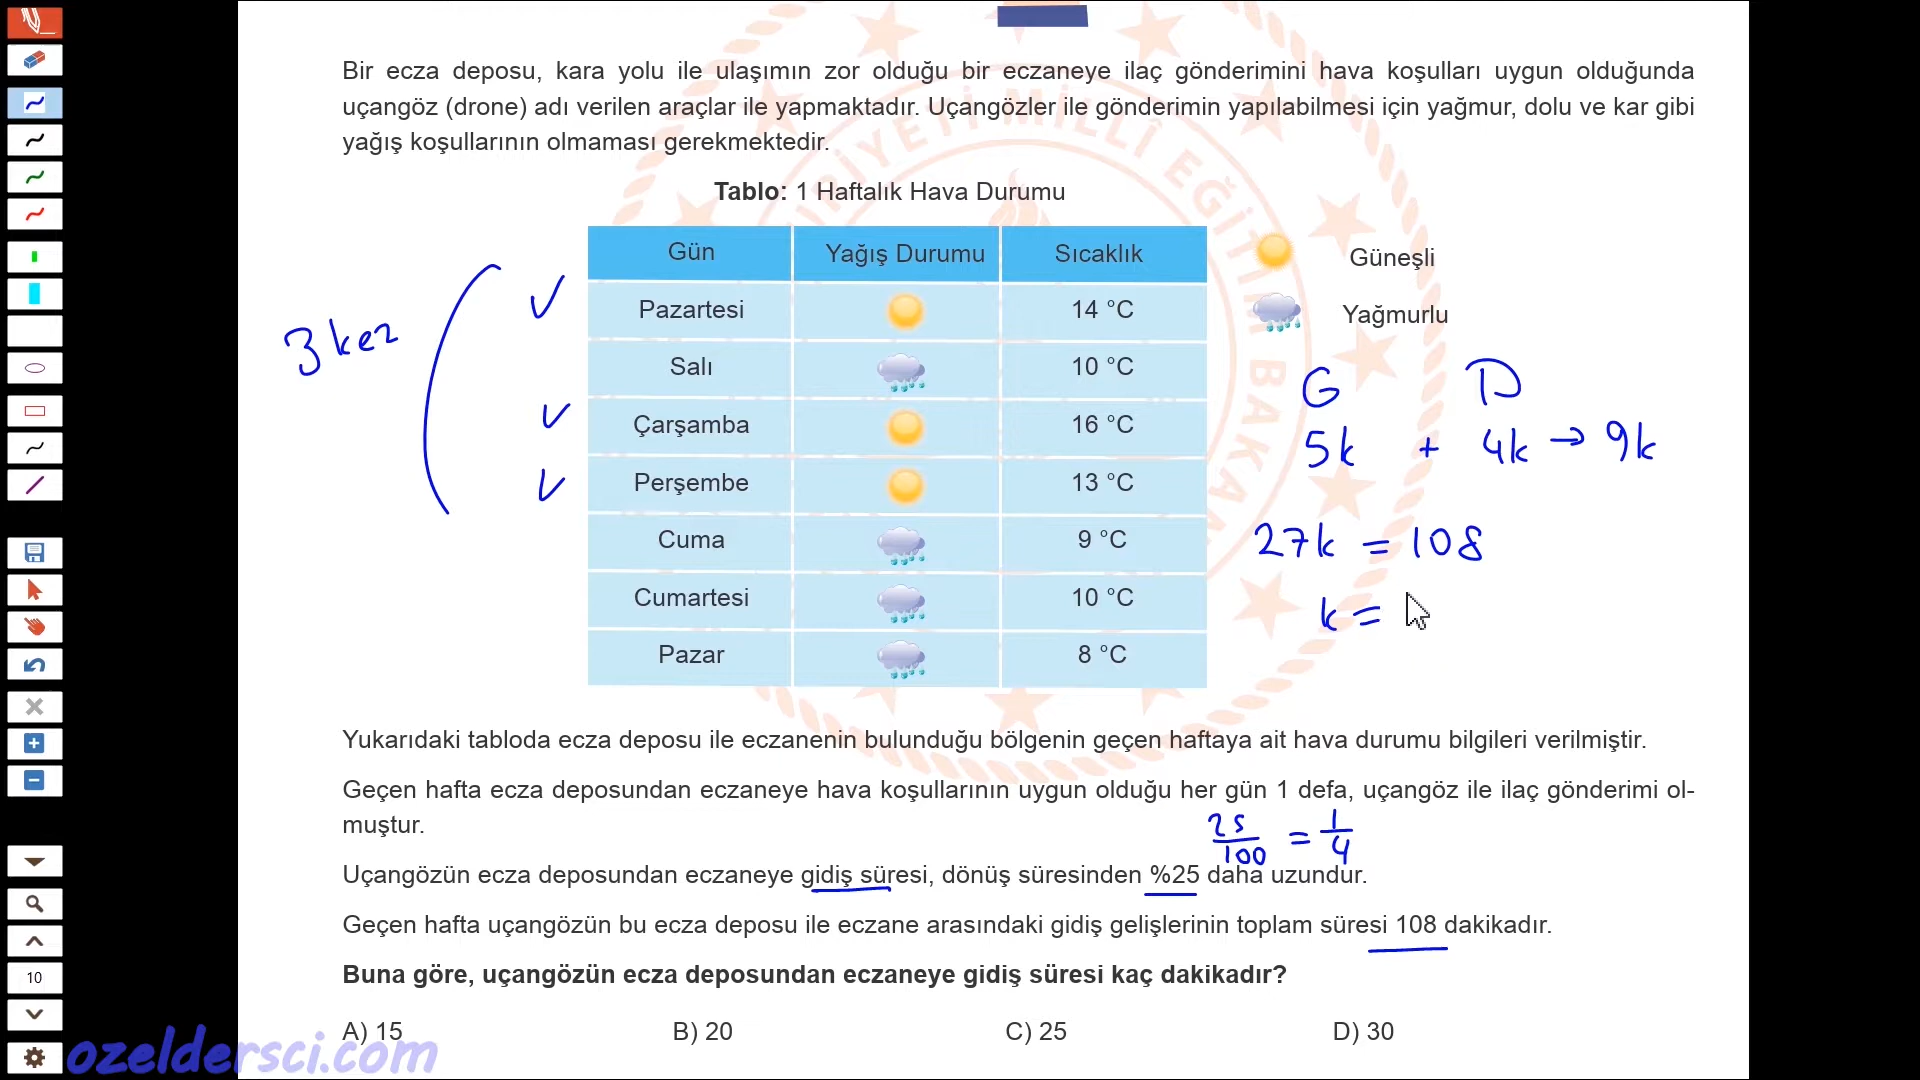 Bir ecza deposu, kara yolu ile ulaşımın zor olduğu bir eczaneye ilaç gönderimini hava koşulları uygun olduğunda
uçangöz (drone) adı verilen araçlar ile yapmaktadır. Uçangözler ile gönderimin yapılabilmesi için yağmur, dolu ve kar gibi
yağış koşullarının olmaması gerekmektedir.
Tablo: 1 Haftalık Hava Durumu
Gün Yağış Durumu Sıcaklık
Pazartesi 14 °C
Salı 10 °C
Çarşamba 16 °C
Perşembe 13 °C
Cuma 9 °C
Cumartesi 10 °C
Pazar 8 °C
Güneşli
Yağmurlu
3 kez
G D
5k + 4k → 9k
27k = 108
k =
Yukarıdaki tabloda ecza deposu ile eczanenin bulunduğu bölgenin geçen haftaya ait hava durumu bilgileri verilmiştir.
Geçen hafta ecza deposundan eczaneye hava koşullarının uygun olduğu her gün 1 defa, uçangöz ile ilaç gönderimi ol-
muştur.
25/100 = 1/4
Uçangözün ecza deposundan eczaneye gidiş süresi, dönüş süresinden %25 daha uzundur.
Geçen hafta uçangözün bu ecza deposu ile eczane arasındaki gidiş gelişlerinin toplam süresi 108 dakikadır.
Buna göre, uçangözün ecza deposundan eczaneye gidiş süresi kaç dakikadır?
A) 15 B) 20 C) 25 D) 30
10
ozeldersci.com